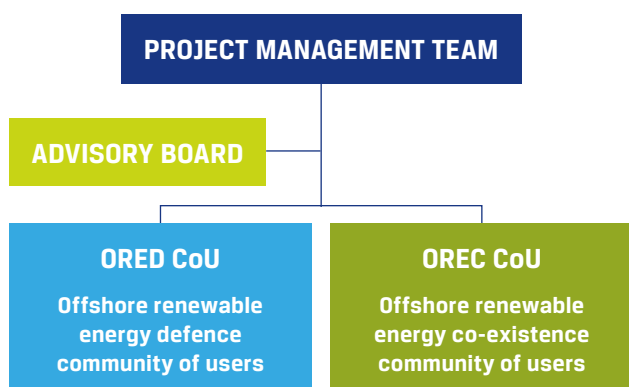 PROJECT MANAGEMENT TEAM
ADVISORY BOARD
ORED CoU
Offshore renewable
energy defence
community of users
OREC CoU
Offshore renewable
energy co-existence
community of users